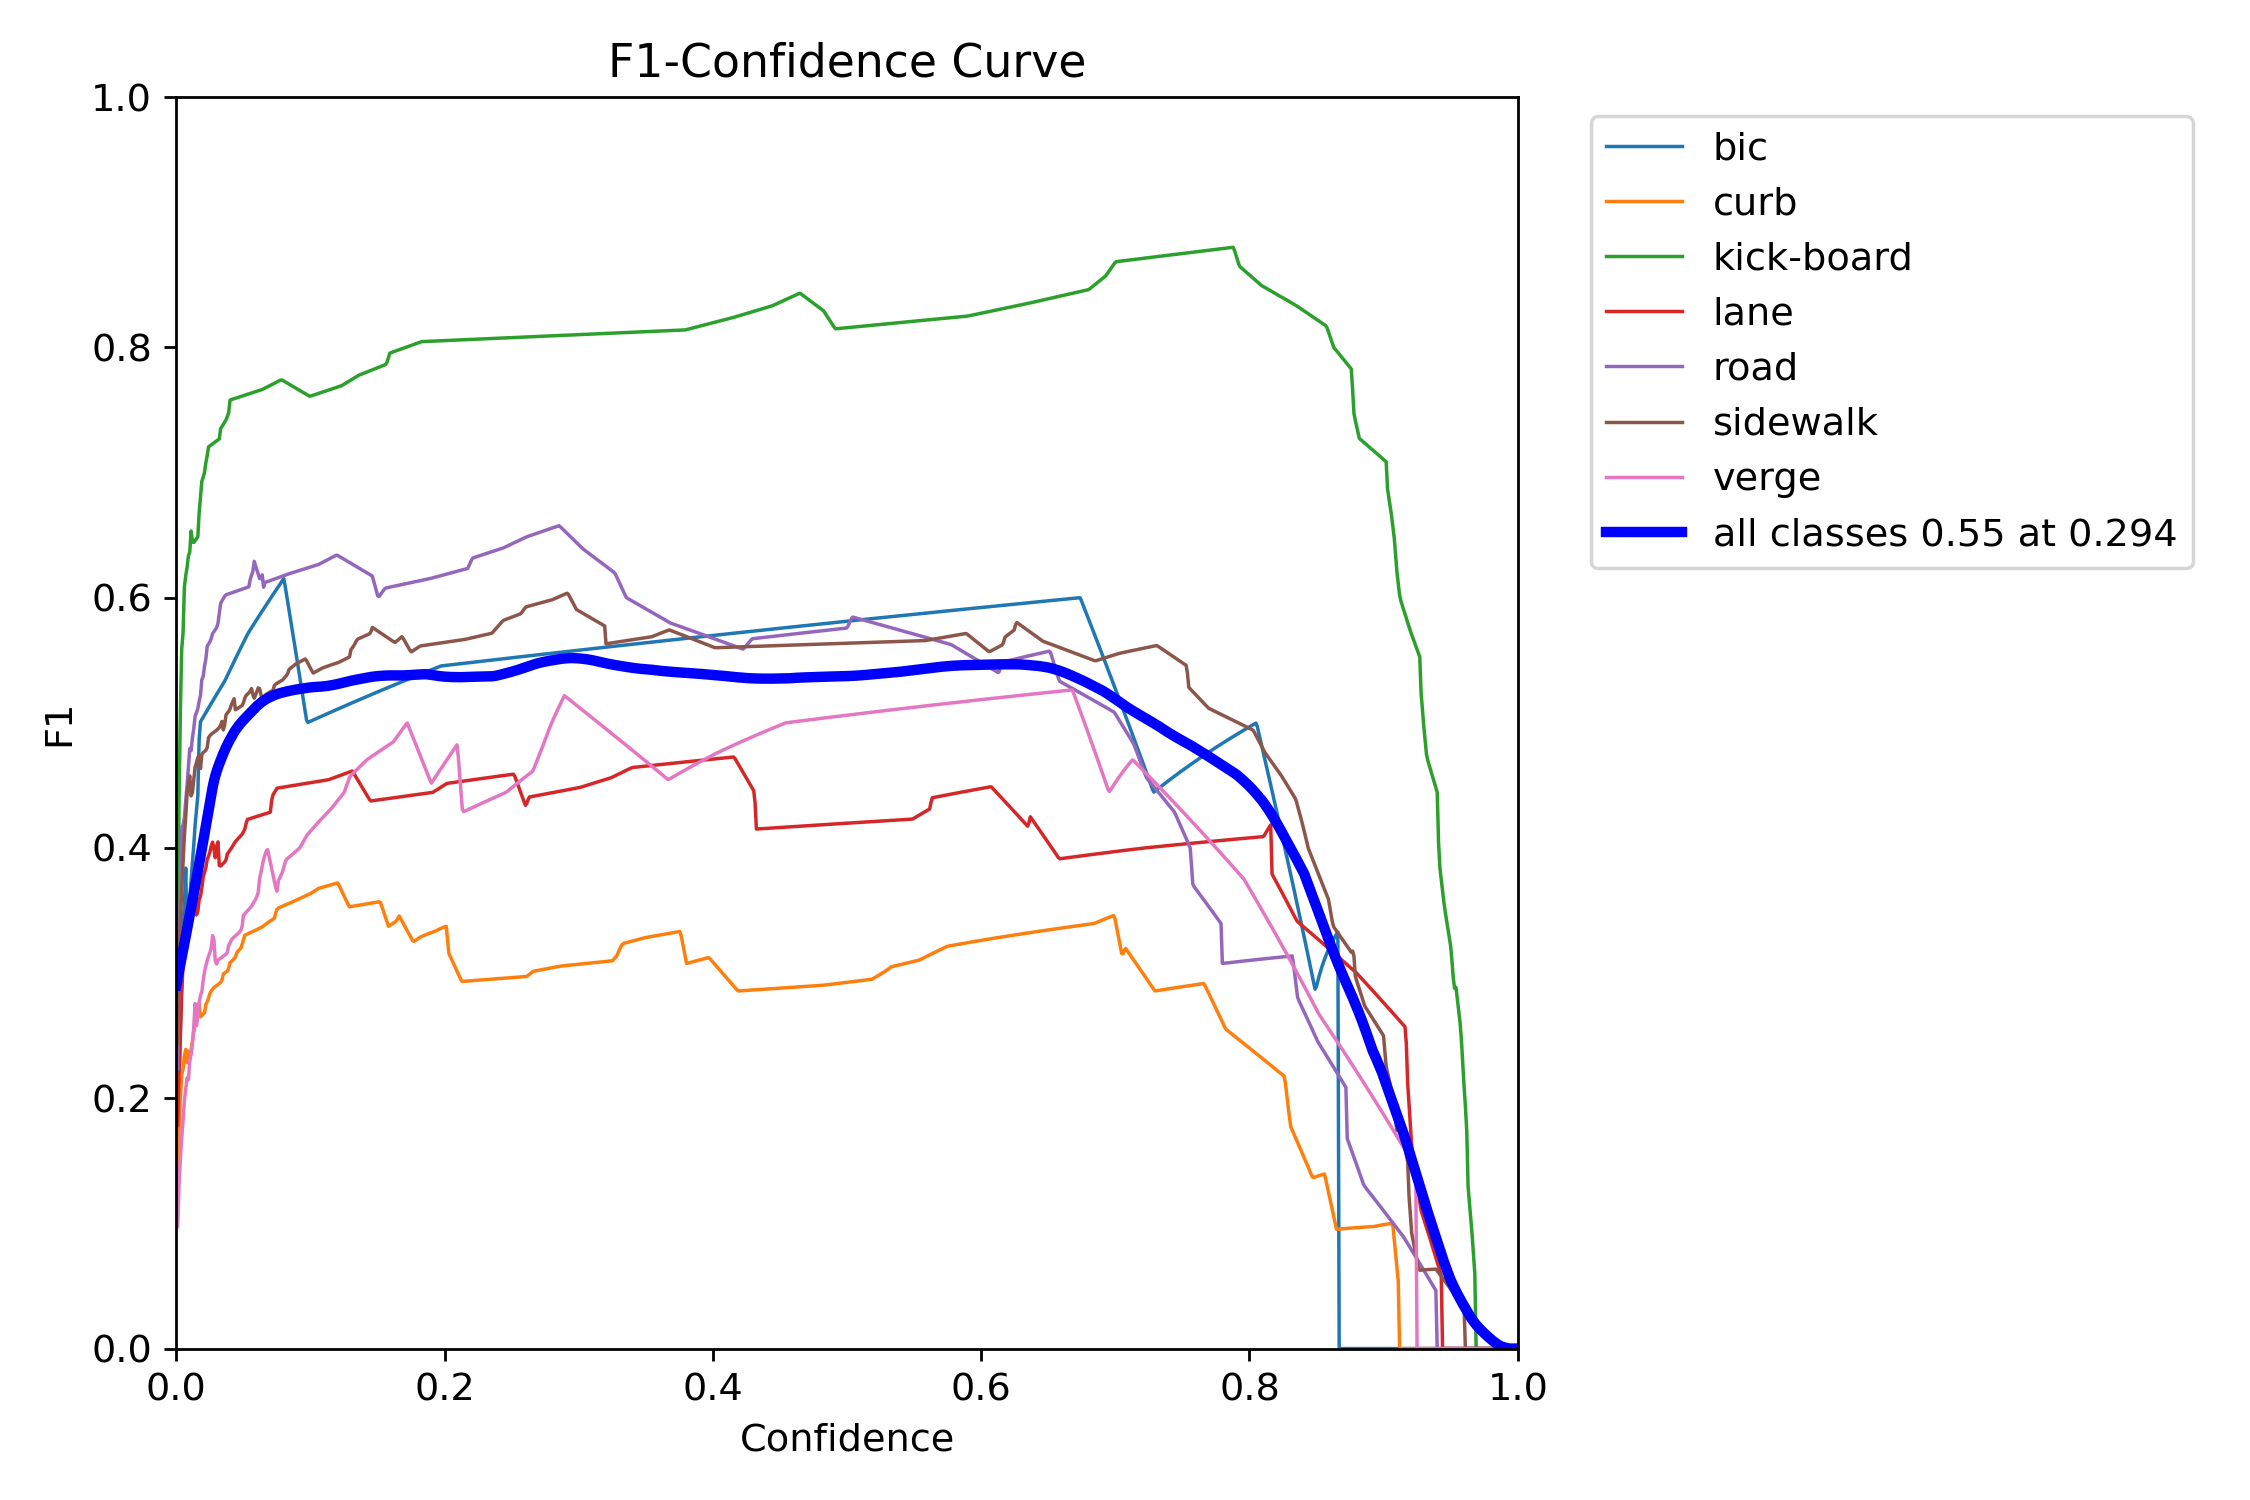 F1-Confidence Curve
1.0
0.8
0.6
0.4
0.2
0.0
F1
0.0 0.2 0.4 0.6 0.8 1.0
Confidence
bic
curb
kick-board
lane
road
sidewalk
verge
all classes 0.55 at 0.294